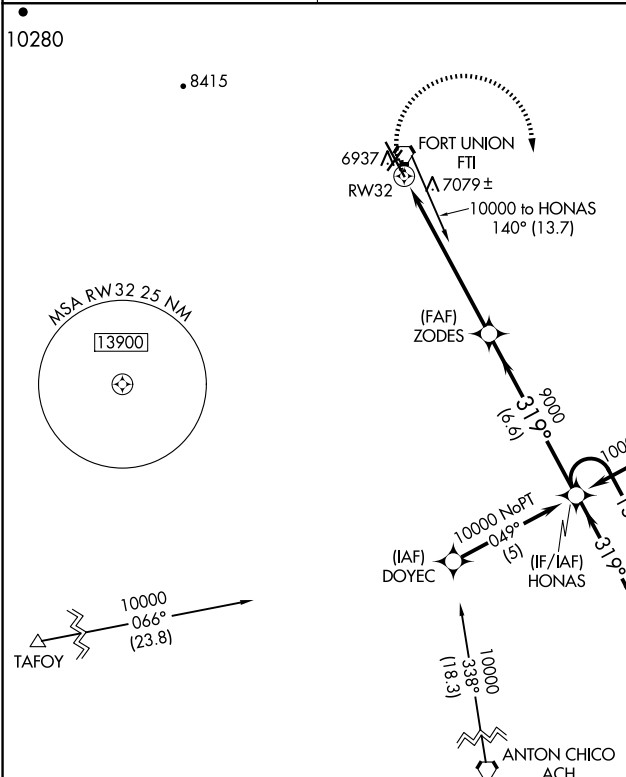 10280
8415
6937
FORT UNION
FTI
RW32
7079 ±
10000 to HONAS
140° (13.7)
MSA RW32 25 NM
13900
(FAF)
ZODES
9000
319°
(6.6)
10000 NoPT
049°
(5)
(IAF)
DOYEC
(IF/IAF)
HONAS
319°
10000
066°
(23.8)
TAFOY
10000
338°
(18.3)
ANTON CHICO
ACH